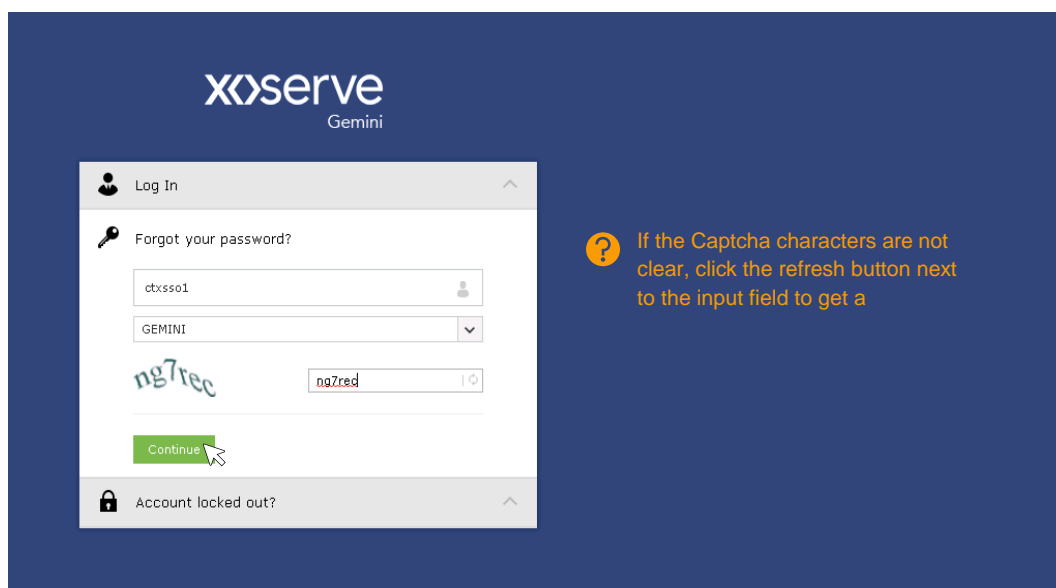 xoserve
Gemini
Log In
Forgot your password?
ctxsso1
GEMINI
ng7rec
ng7rec
Continue
Account locked out?
? If the Captcha characters are not
clear, click the refresh button next
to the input field to get a